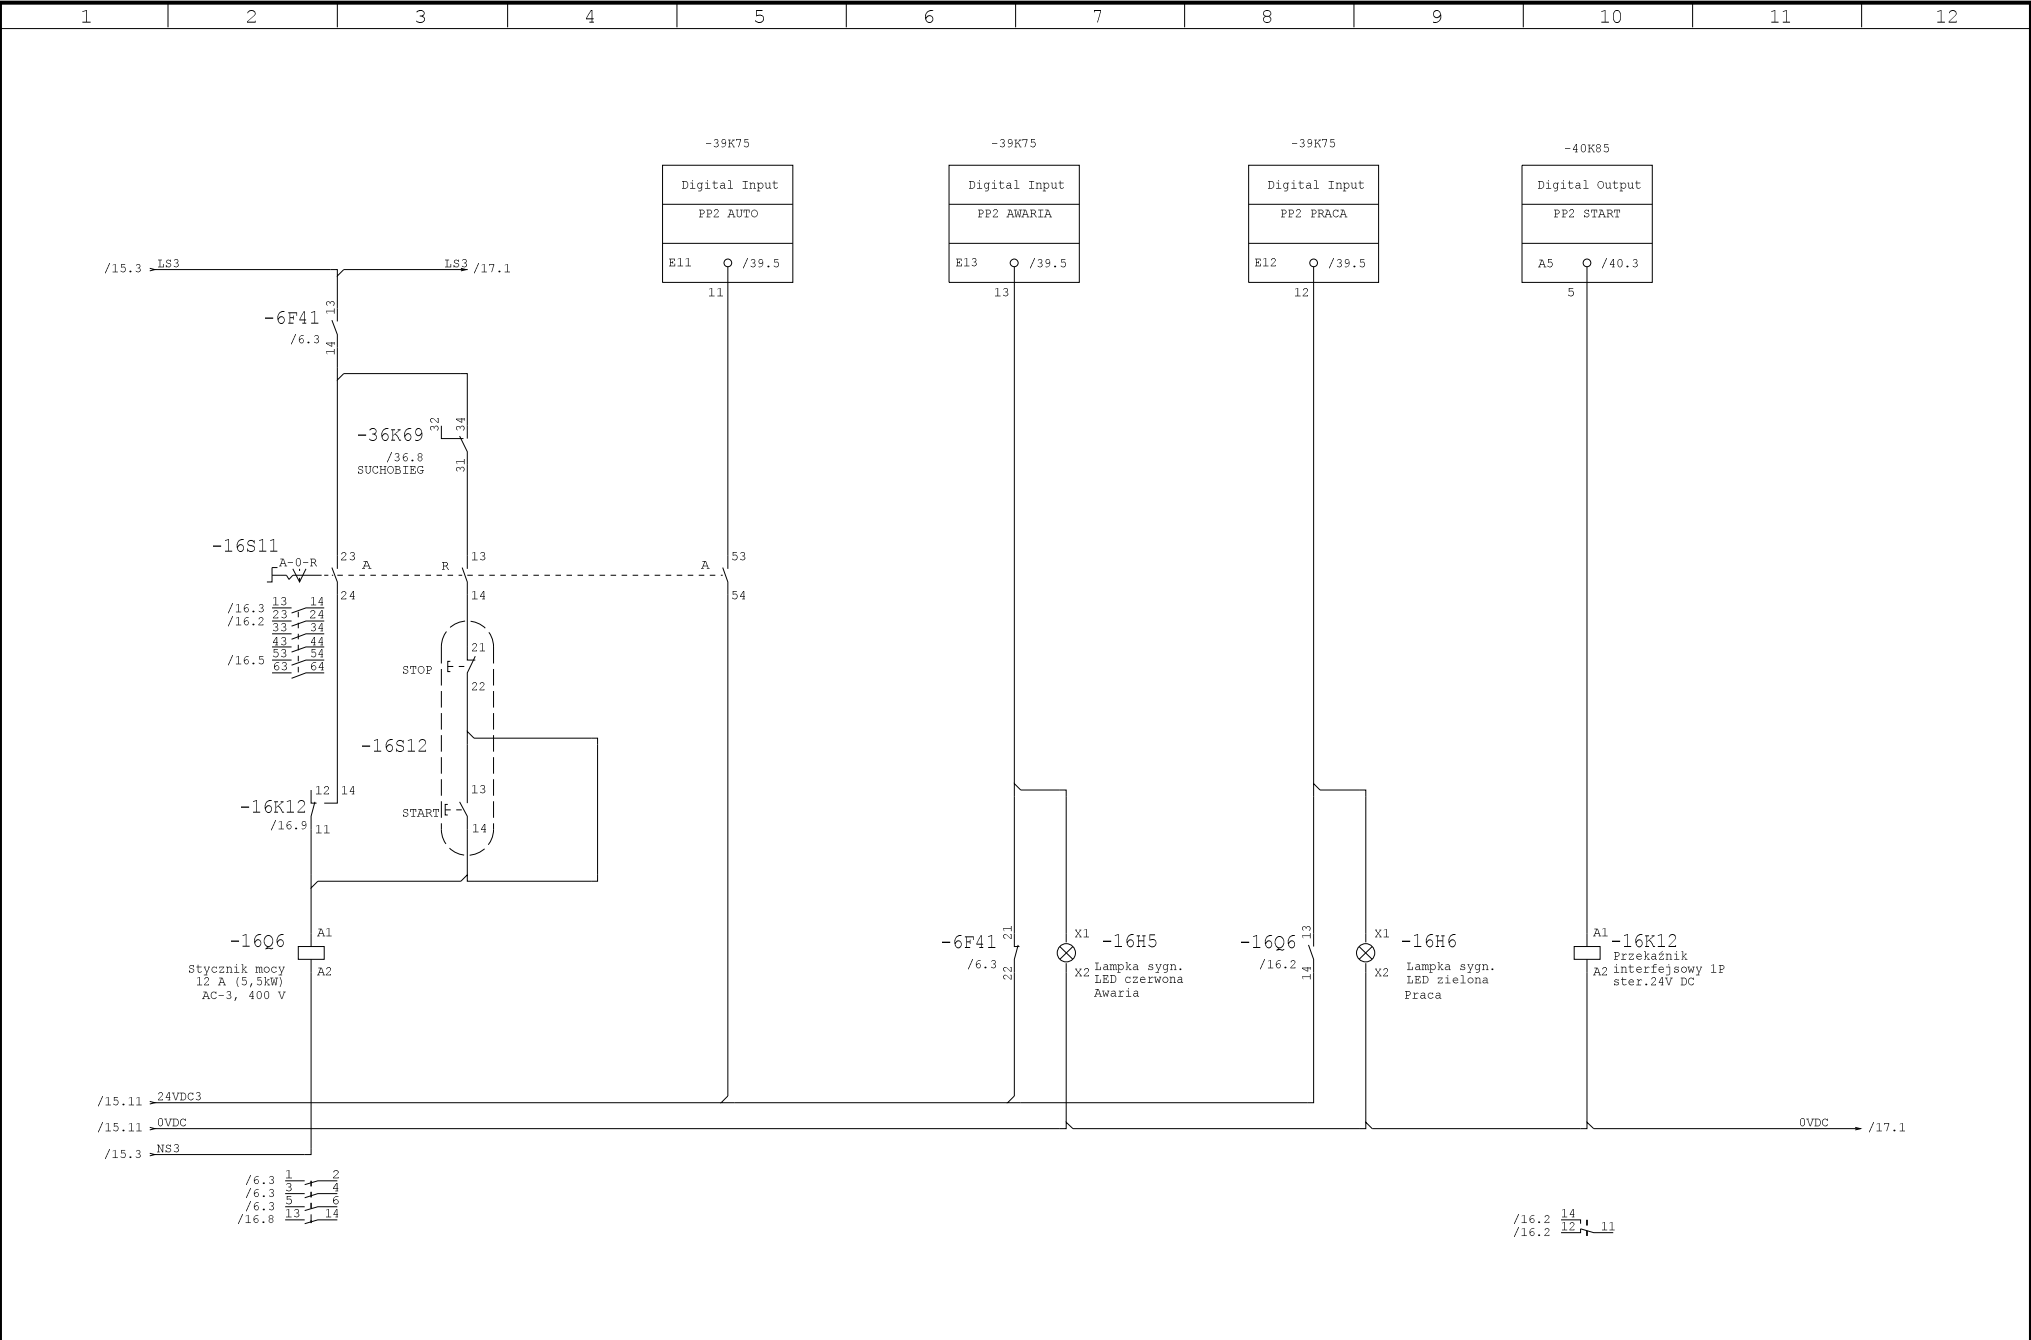 1 2 3 4 5 6 7 8 9 10 11 12
-39K75
Digital Input
PP2 AUTO
E11 /39.5
11
-39K75
Digital Input
PP2 AWARIA
E13 /39.5
13
-39K75
Digital Input
PP2 PRACA
E12 /39.5
12
-40K85
Digital Output
PP2 START
A5 /40.3
5
/15.3 LS3
LS3 /17.1
13
-6F41
/6.3
14
32 34
-36K69
/36.8
SUCHOBIEG
31
-16S11
A-0-R
23
A
24
13
R
14
53
A
54
/16.3 13 14
/16.2 23 24
33 34
43 44
/16.5 53 54
63 64
21
STOP
22
-16S12
13
START
14
12 14
-16K12
/16.9
11
A1
-16Q6
A2
Stycznik mocy
12 A (5,5kW)
AC-3, 400 V
21
-6F41
/6.3
22
X1
-16H5
X2
Lampka sygn.
LED czerwona
Awaria
13
-16Q6
/16.2
14
X1
-16H6
X2
Lampka sygn.
LED zielona
Praca
A1
-16K12
A2
Przekaźnik
interfejsowy 1P
ster.24V DC
/15.11 24VDC3
/15.11 0VDC
0VDC /17.1
/15.3 NS3
/6.3 1 2
/6.3 3 4
/6.3 5 6
/16.8 13 14
/16.2 14
/16.2 12 11